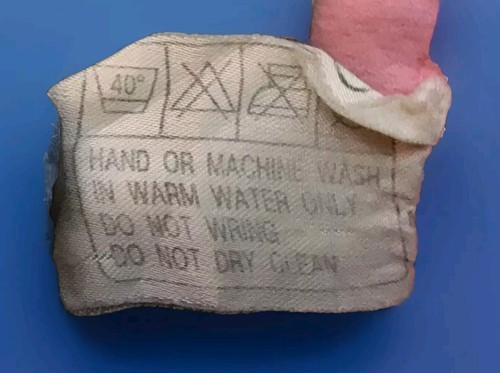 40°
HAND OR MACHINE WASH
IN WARM WATER ONLY
DO NOT WRING
DO NOT DRY CLEAN